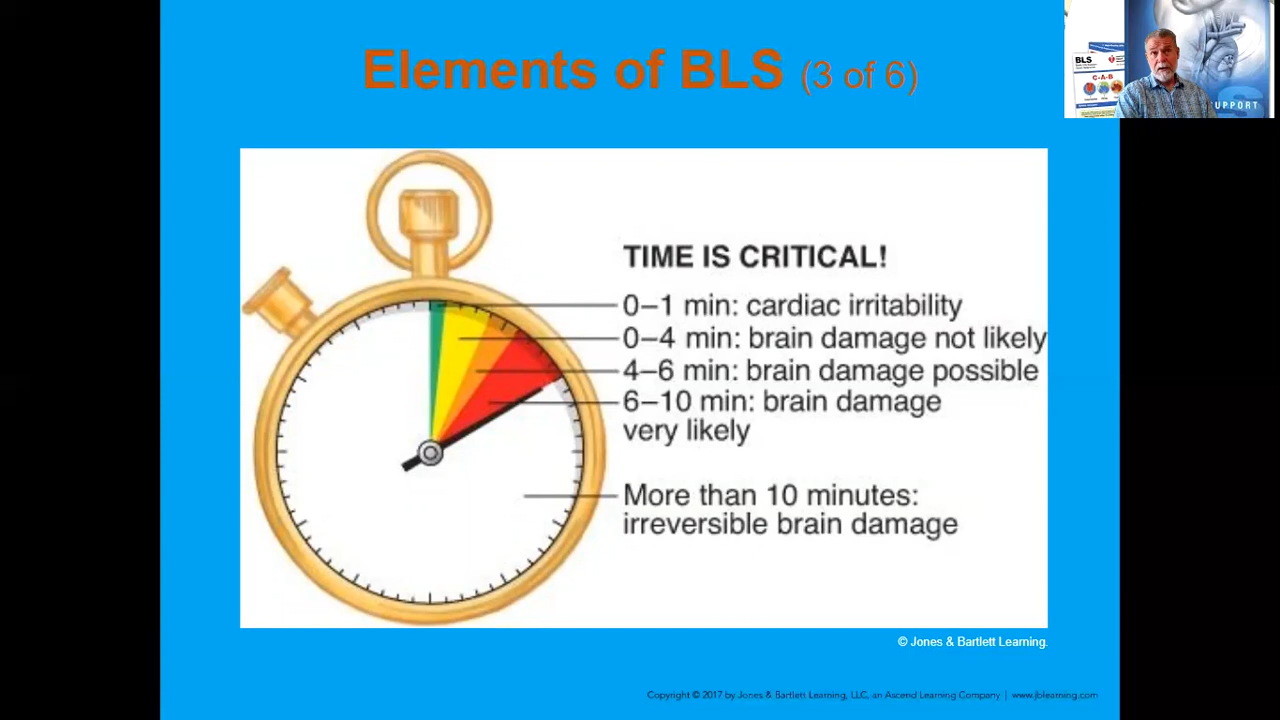 Elements of BLS (3 of 6)
BLS
C-A-B
UPPORT
TIME IS CRITICAL!
0–1 min: cardiac irritability
0–4 min: brain damage not likely
4–6 min: brain damage possible
6–10 min: brain damage
very likely
More than 10 minutes:
irreversible brain damage
© Jones & Bartlett Learning.
Copyright © 2017 by Jones & Bartlett Learning, LLC, an Ascend Learning Company | www.jblearning.com